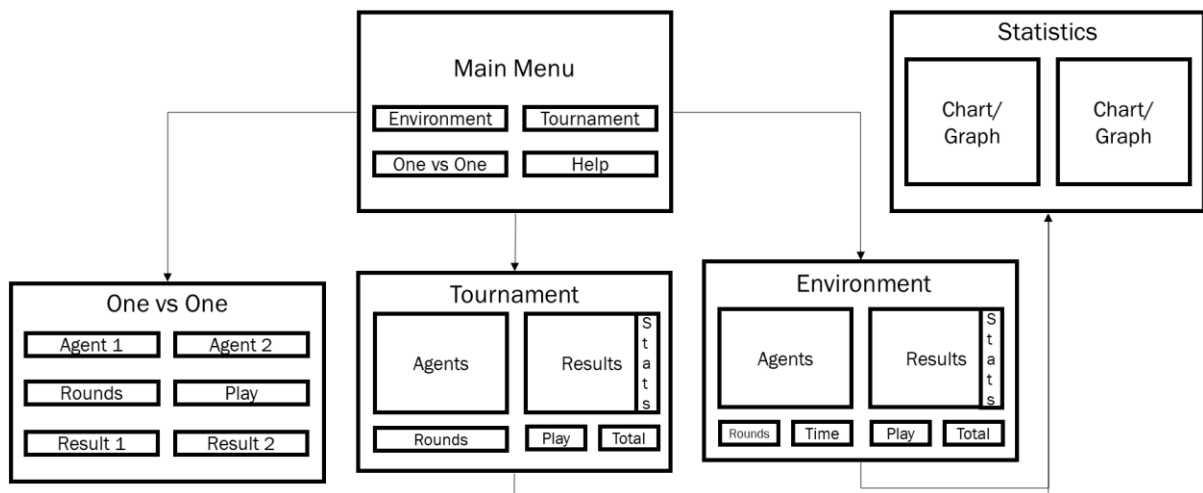 Main Menu
Environment
Tournament
One vs One
Help
Statistics
Chart/
Graph
Chart/
Graph
One vs One
Agent 1
Agent 2
Rounds
Play
Result 1
Result 2
Tournament
Agents
Results
Stats
Rounds
Play
Total
Environment
Agents
Results
Stats
Rounds
Time
Play
Total